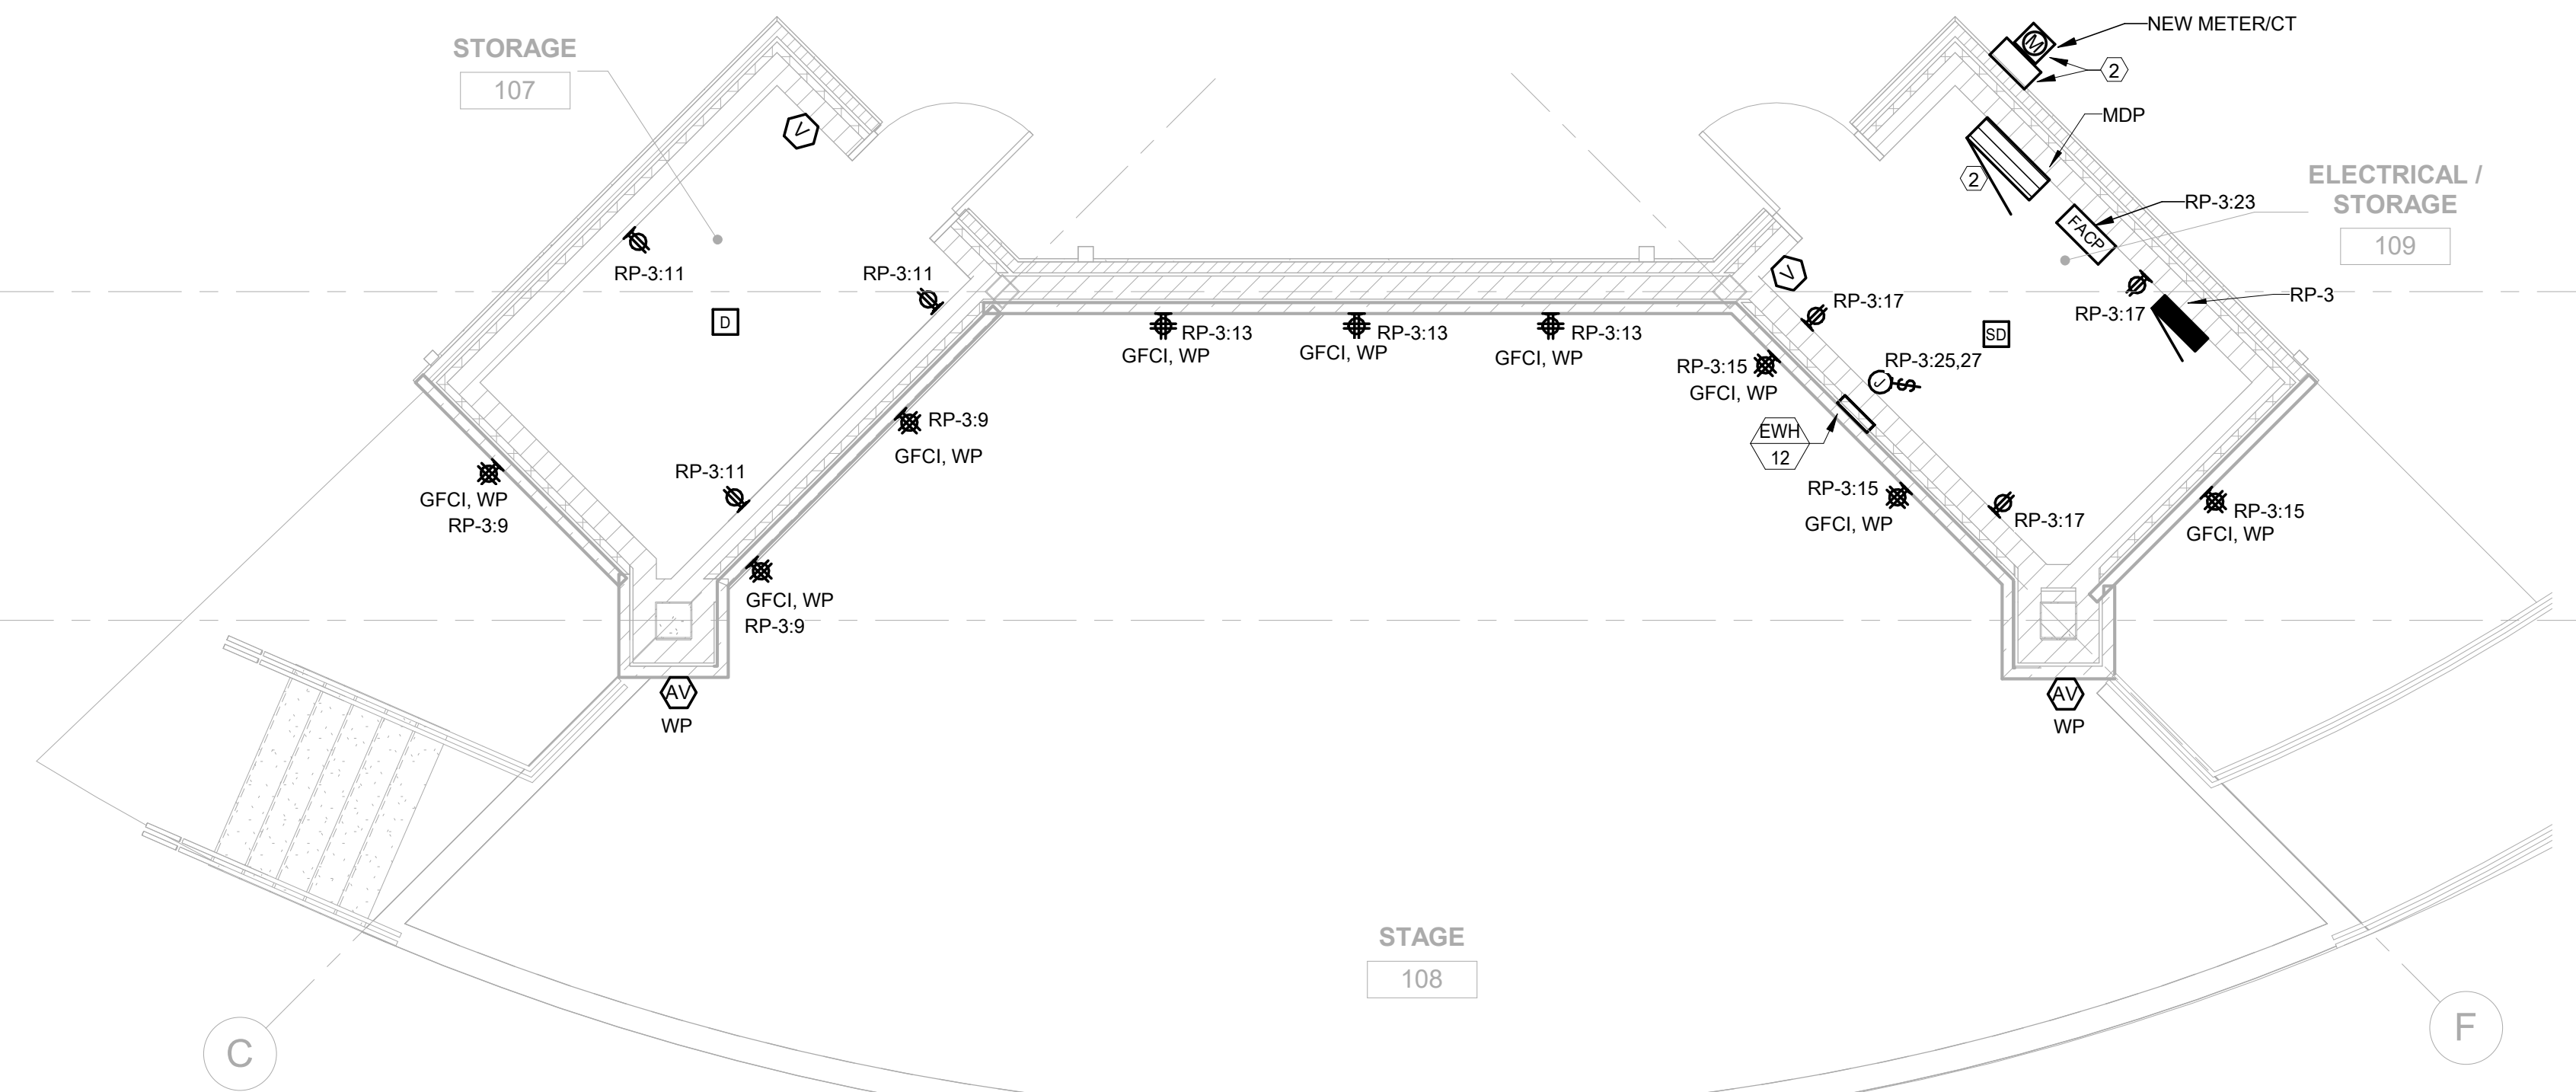 NEW METER/CT
M
2
STORAGE
107
MDP
V
2
ELECTRICAL /
STORAGE
109
RP-3:23
FACP
RP-3:11
RP-3:11
V
RP-3:17
RP-3:17
RP-3
D
SD
RP-3:13
GFCI, WP
RP-3:13
GFCI, WP
RP-3:13
GFCI, WP
RP-3:15
GFCI, WP
RP-3:25,27
J
$
RP-3:9
GFCI, WP
EWH
12
RP-3:11
GFCI, WP
RP-3:9
RP-3:15
GFCI, WP
RP-3:17
RP-3:15
GFCI, WP
GFCI, WP
RP-3:9
AV
WP
AV
WP
STAGE
108
C
F